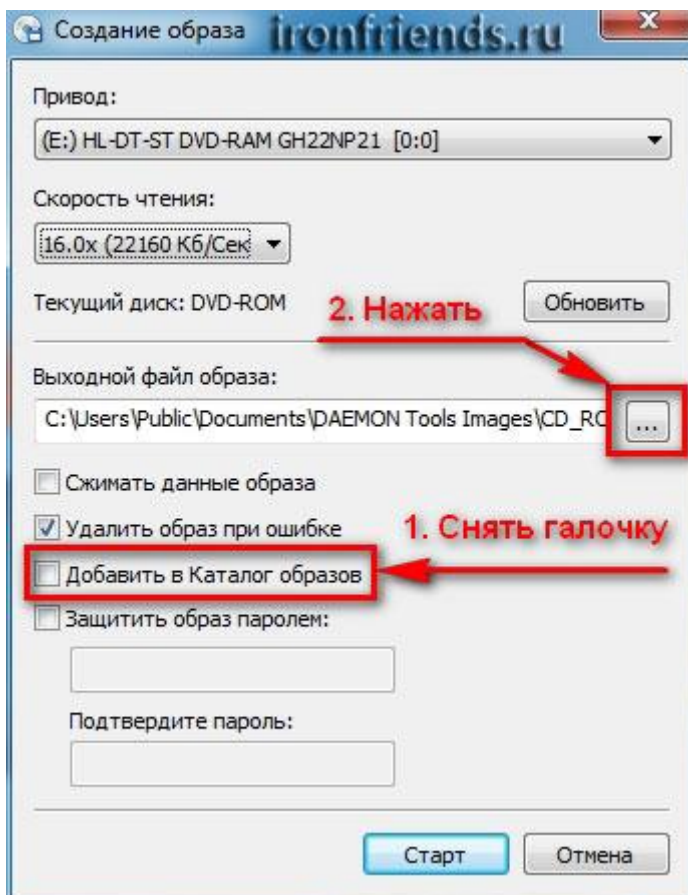 Создание образа ironfriends.ru
Привод:
(E:) HL-DT-ST DVD-RAM GH22NP21 [0:0]
Скорость чтения:
16.0x (22160 Кб/Сек
Текущий диск: DVD-ROM
2. Нажать
Обновить
Выходной файл образа:
C:\Users\Public\Documents\DAEMON Tools Images\CD_RO
...
Сжимать данные образа
Удалить образ при ошибке
1. Снять галочку
Добавить в Каталог образов
Защитить образ паролем:
Подтвердите пароль:
Старт
Отмена